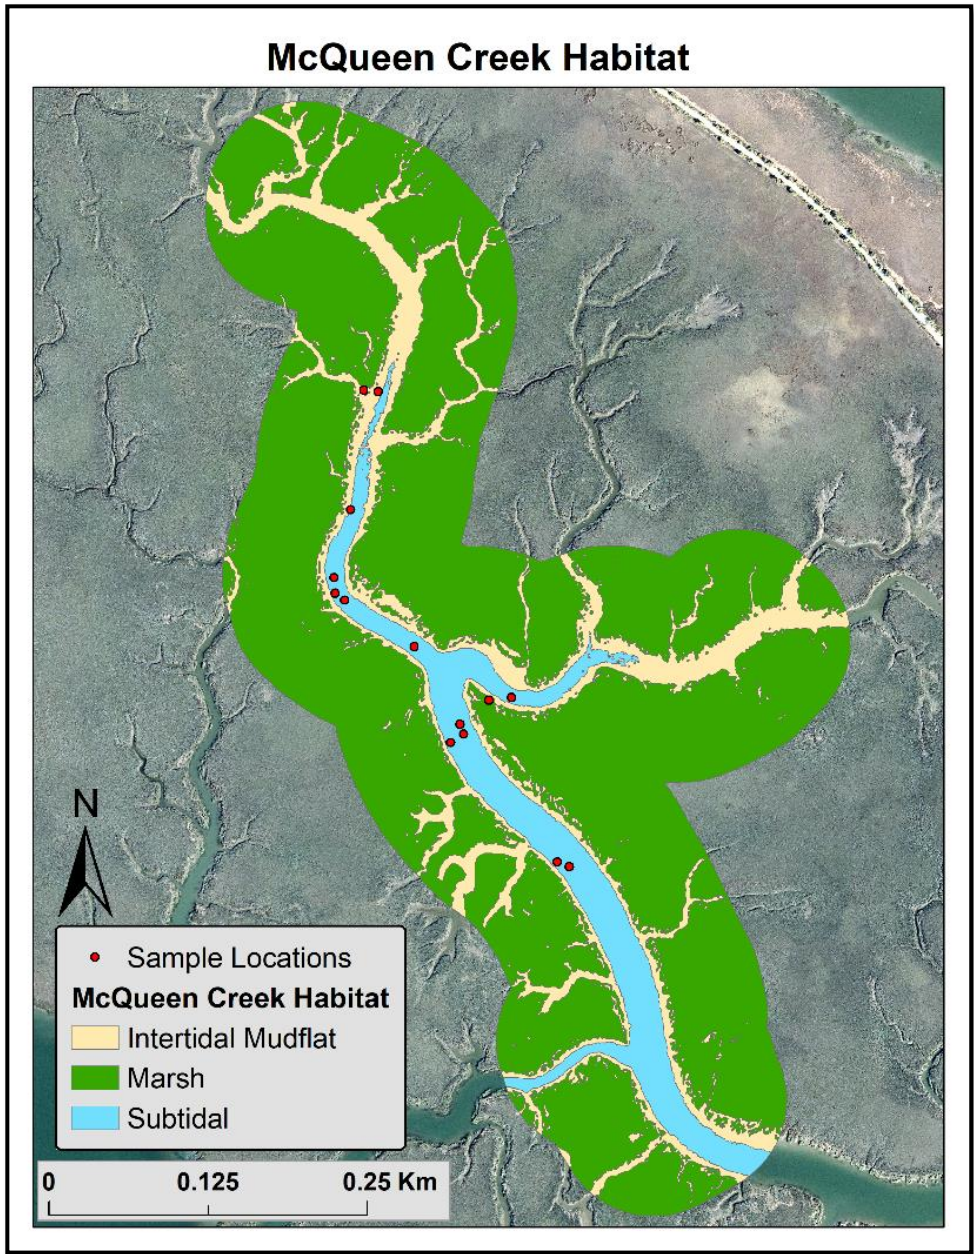 McQueen Creek Habitat
N
Sample Locations
McQueen Creek Habitat
Intertidal Mudflat
Marsh
Subtidal
0 0.125 0.25 Km